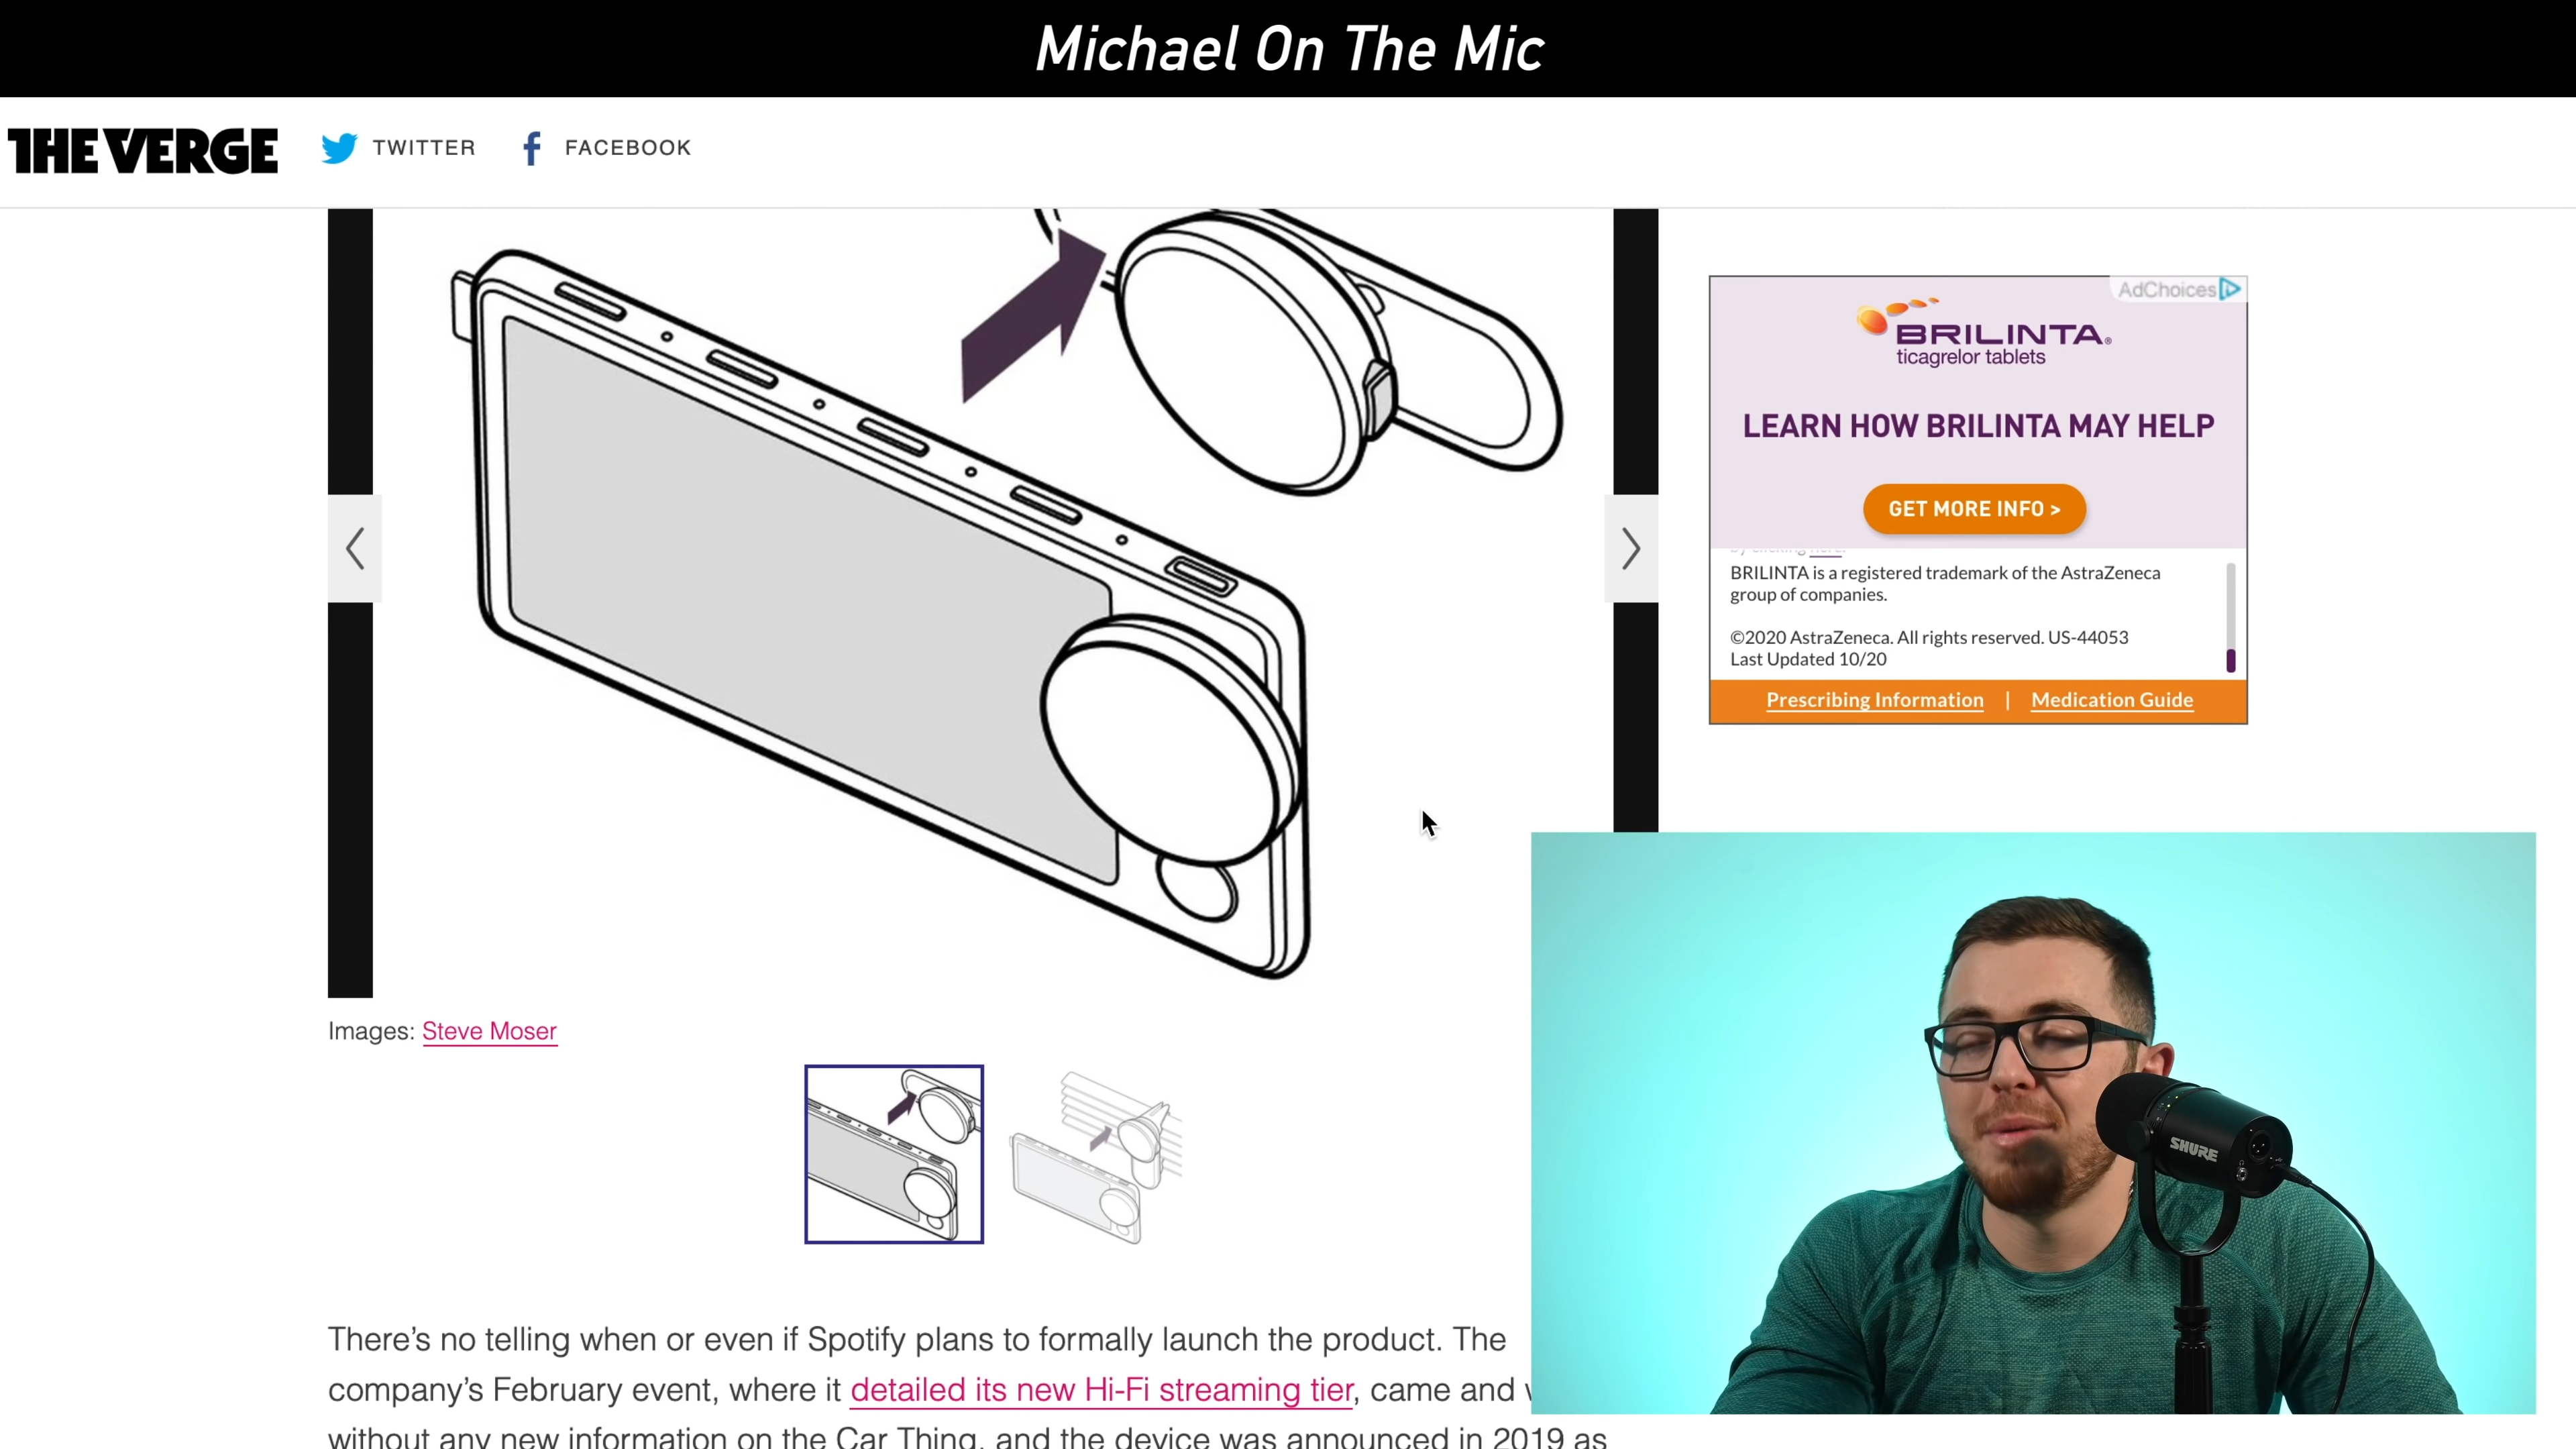 Michael On The Mic
THE VERGE
TWITTER
FACEBOOK
AdChoices
BRILINTA®
ticagrelor tablets
LEARN HOW BRILINTA MAY HELP
GET MORE INFO >
BRILINTA is a registered trademark of the AstraZeneca
group of companies.
©2020 AstraZeneca. All rights reserved. US-44053
Last Updated 10/20
Prescribing Information | Medication Guide
Images: Steve Moser
SHURE
There's no telling when or even if Spotify plans to formally launch the product. The
company's February event, where it detailed its new Hi-Fi streaming tier, came and
without any new information on the Car Thing, and the device was announced in 2019 as